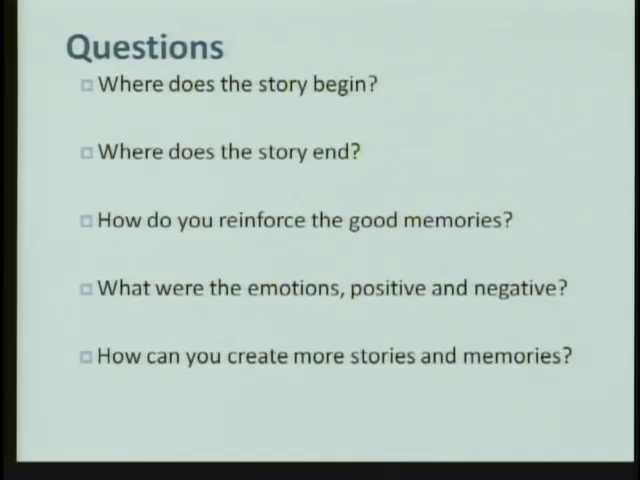 Questions
Where does the story begin?
Where does the story end?
How do you reinforce the good memories?
What were the emotions, positive and negative?
How can you create more stories and memories?